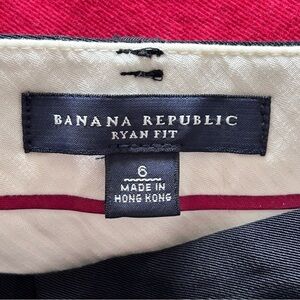 BANANA REPUBLIC
RYAN FIT
6
MADE IN
HONG KONG